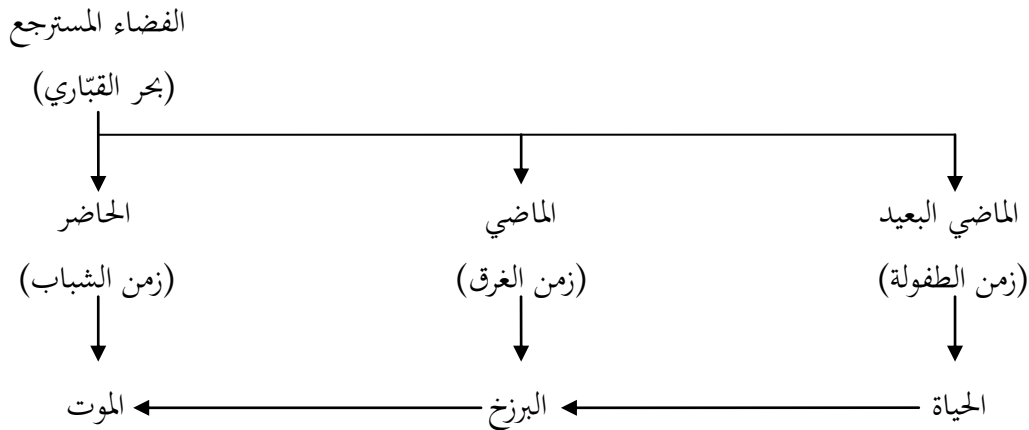 الفضاء المسترجع
(بحر القبّاري)
الماضي البعيد الماضي الحاضر
(زمن الطفولة) (زمن الغرق) (زمن الشباب)
الحياة البرزخ الموت